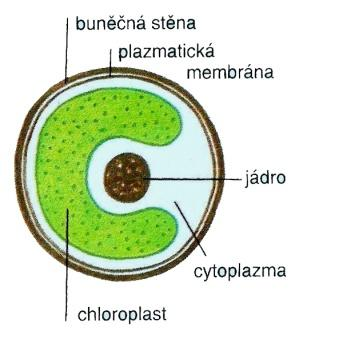 buněčná stěna
plazmatická
membrána
jádro
cytoplazma
chloroplast